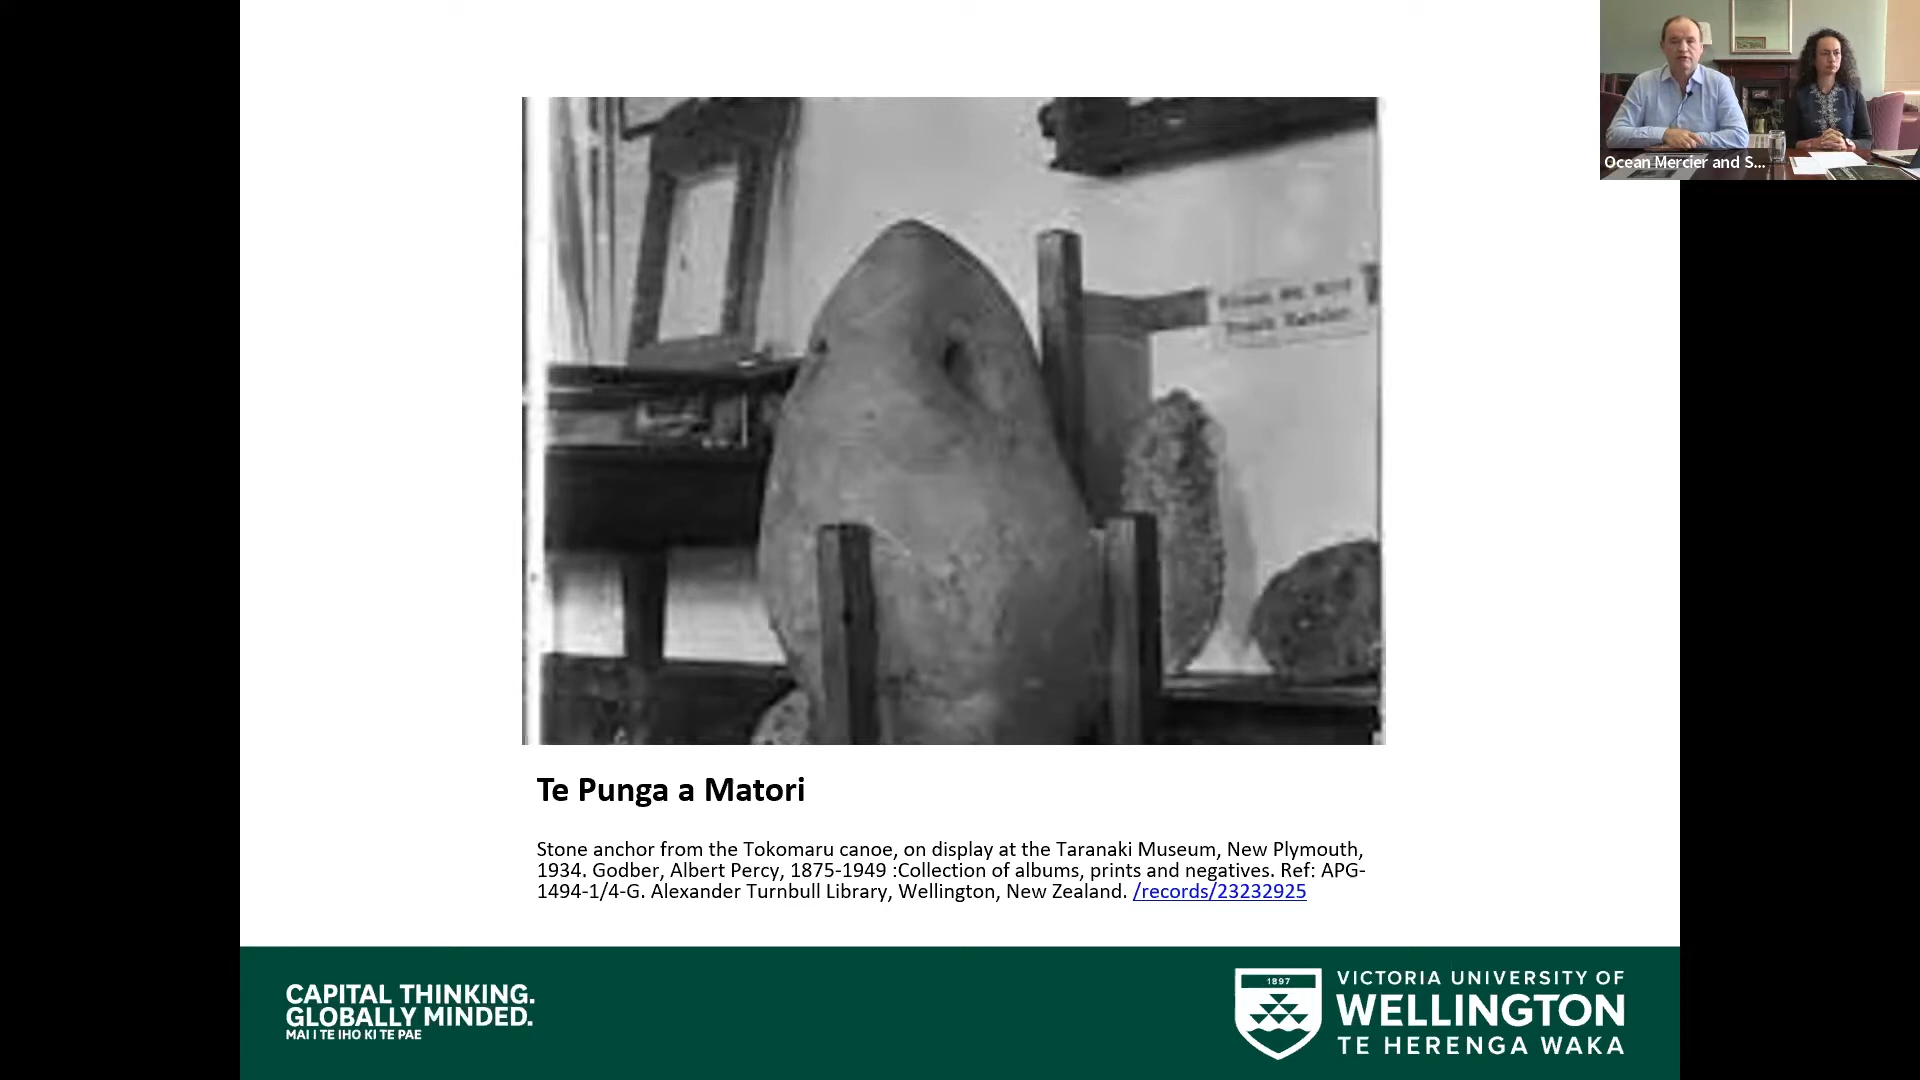 Ocean Mercier and S...
Te Punga a Matori
Stone anchor from the Tokomaru canoe, on display at the Taranaki Museum, New Plymouth,
1934. Godber, Albert Percy, 1875-1949 :Collection of albums, prints and negatives. Ref: APG-
1494-1/4-G. Alexander Turnbull Library, Wellington, New Zealand. /records/23232925
CAPITAL THINKING.
GLOBALLY MINDED.
MAI I TE IHO KI TE PAE
1897
VICTORIA UNIVERSITY OF
WELLINGTON
TE HERENGA WAKA